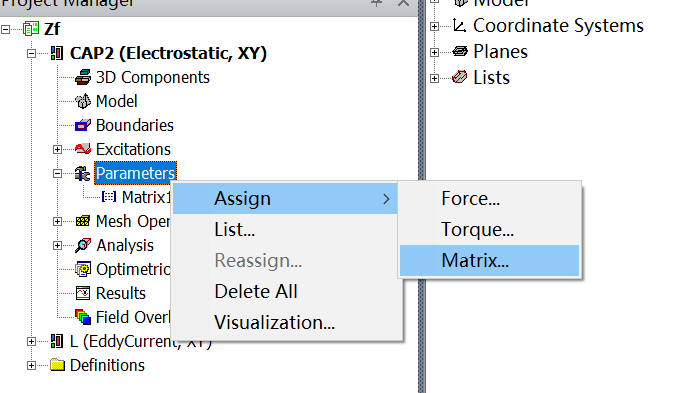 Project Manager
Zf
CAP2 (Electrostatic, XY)
3D Components
Model
Boundaries
Excitations
Parameters
Matrix1
Mesh Oper
Analysis
Optimetric
Results
Field Overl
L (EddyCurrent, XY)
Definitions
Assign
List...
Reassign...
Delete All
Visualization...
Force...
Torque...
Matrix...
Model
Coordinate Systems
Planes
Lists